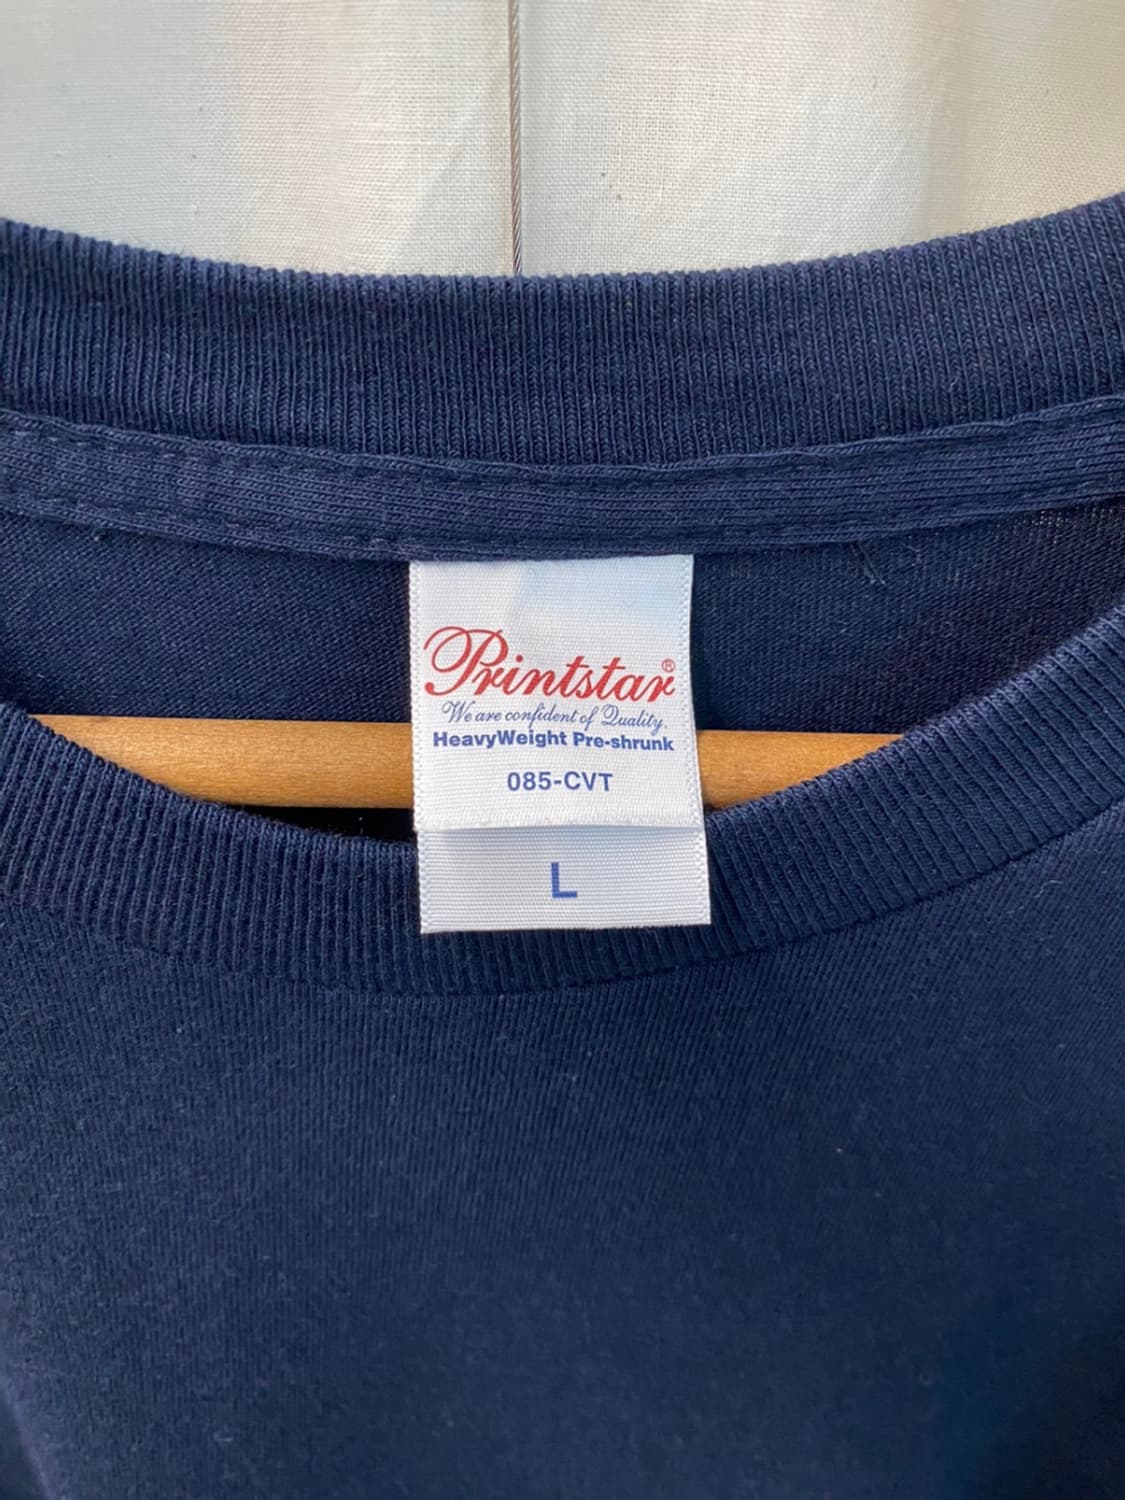 Printstar®
We are confident of Quality.
HeavyWeight Pre-shrunk
085-CVT
L